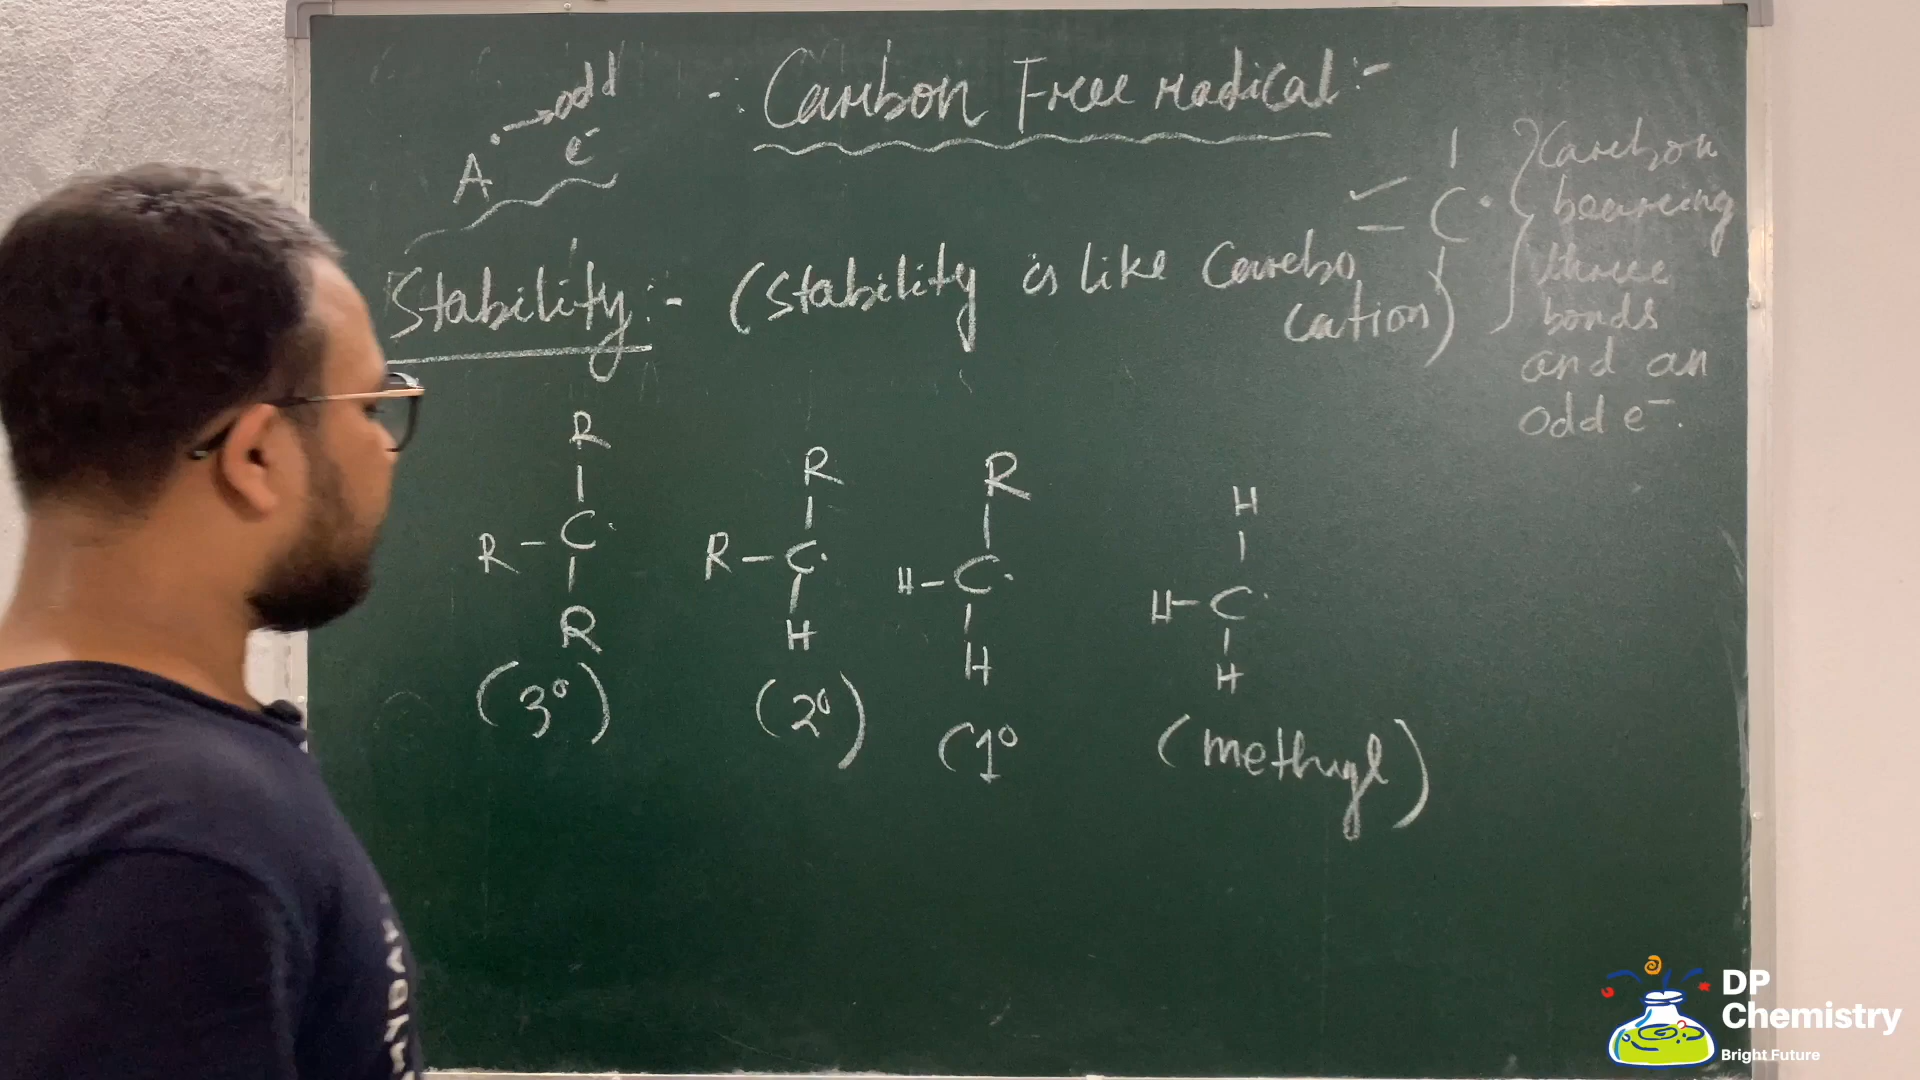 -: Carbon Free radical :-
A· → odd
e-
- C· Carbon
bearing
three
bonds
and an
odd e-.
Stability :- (Stability is like Carbo
cation)
R
R - C·
R
(3°)
R
R - C·
H
(2°)
R
H - C·
H
(1°
H
H - C·
H
(methyl)
DP
Chemistry
Bright Future